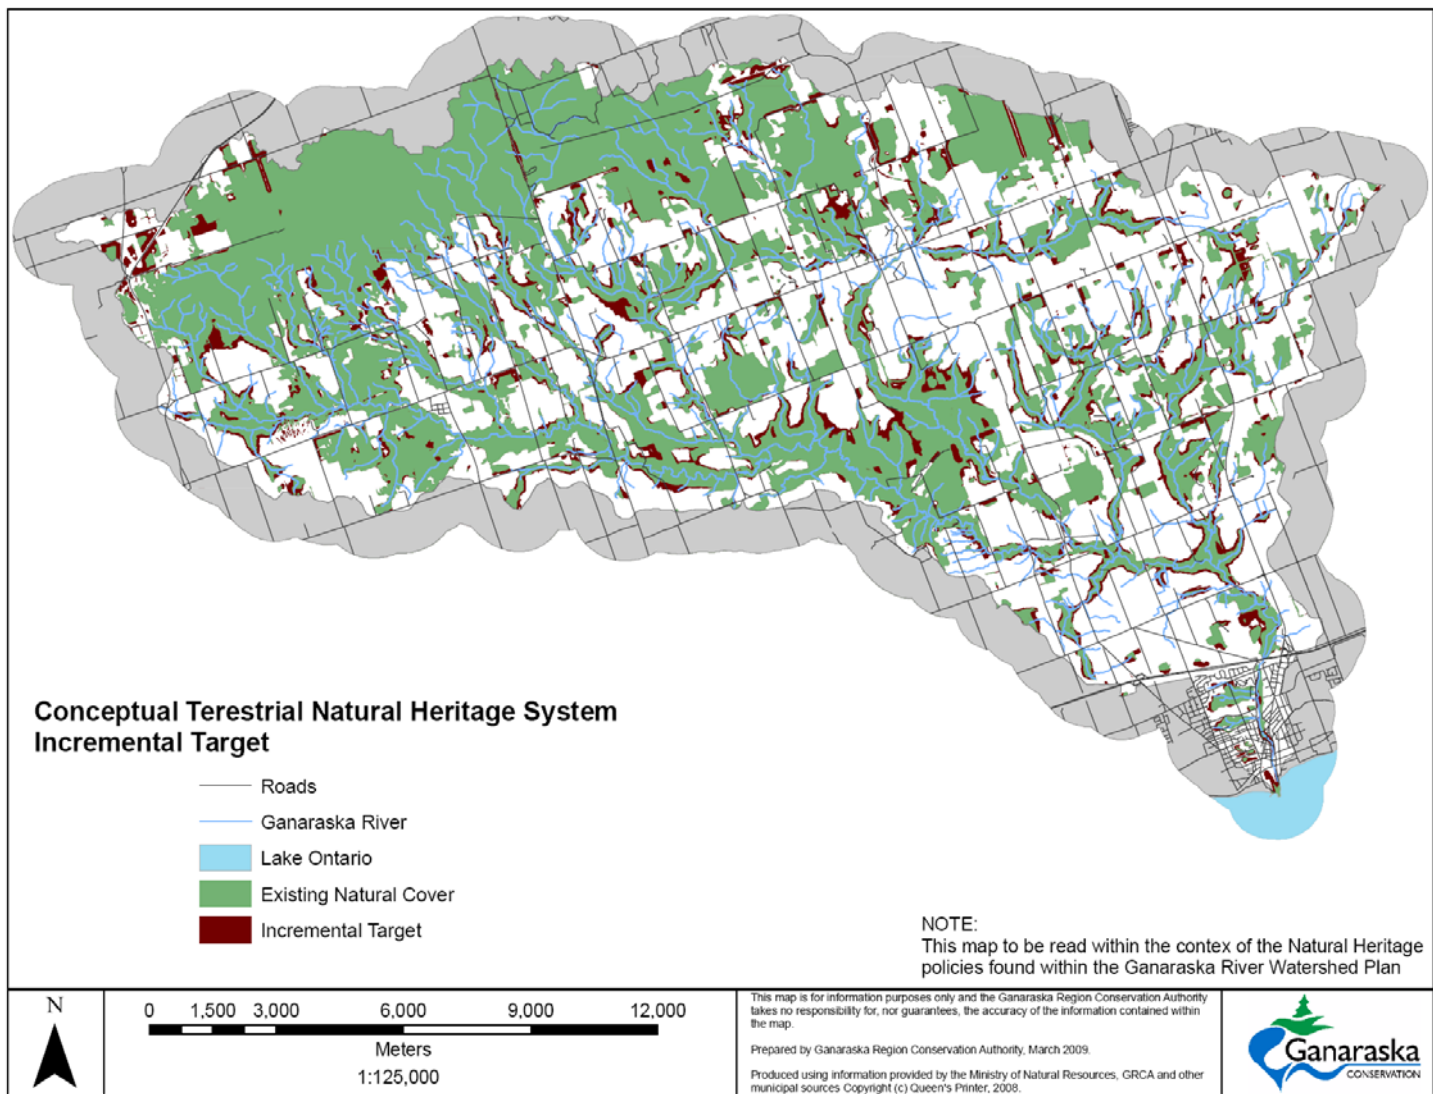 Conceptual Terestrial Natural Heritage System
Incremental Target
Roads
Ganaraska River
Lake Ontario
Existing Natural Cover
Incremental Target
NOTE:
This map to be read within the contex of the Natural Heritage
policies found within the Ganaraska River Watershed Plan
N
0 1,500 3,000 6,000 9,000 12,000
Meters
1:125,000
This map is for information purposes only and the Ganaraska Region Conservation Authority
takes no responsibility for, nor guarantees, the accuracy of the information contained within
the map.
Prepared by Ganaraska Region Conservation Authority, March 2009.
Produced using information provided by the Ministry of Natural Resources, GRCA and other
municipal sources Copyright (c) Queen's Printer, 2008.
Ganaraska
CONSERVATION